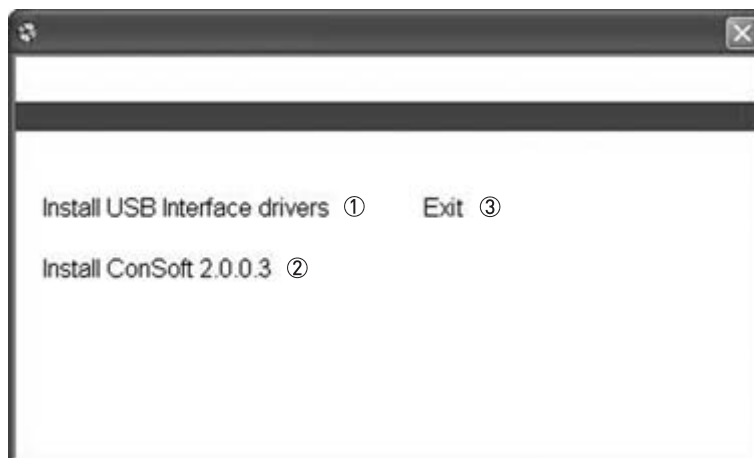 Install USB Interface drivers ① Exit ③
Install ConSoft 2.0.0.3 ②